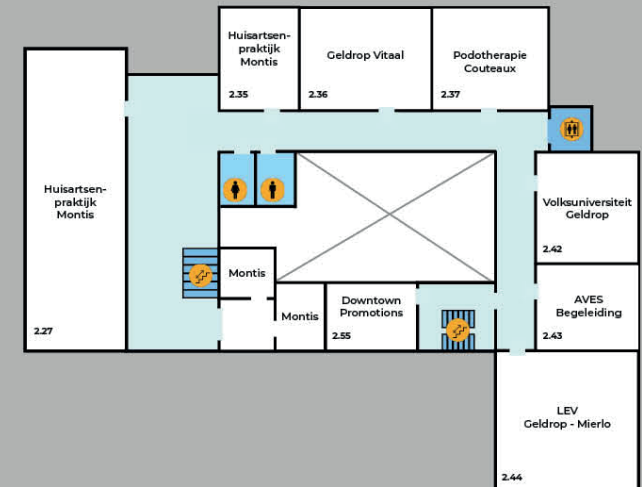 Huisartsen-
praktijk
Montis
2.35
Geldrop Vitaal
2.36
Podotherapie
Couteaux
2.37
Huisartsen-
praktijk
Montis
2.27
Volksuniversiteit
Geldrop
2.42
Montis
Montis
Downtown
Promotions
2.55
AVES
Begeleiding
2.43
LEV
Geldrop - Mierlo
2.44